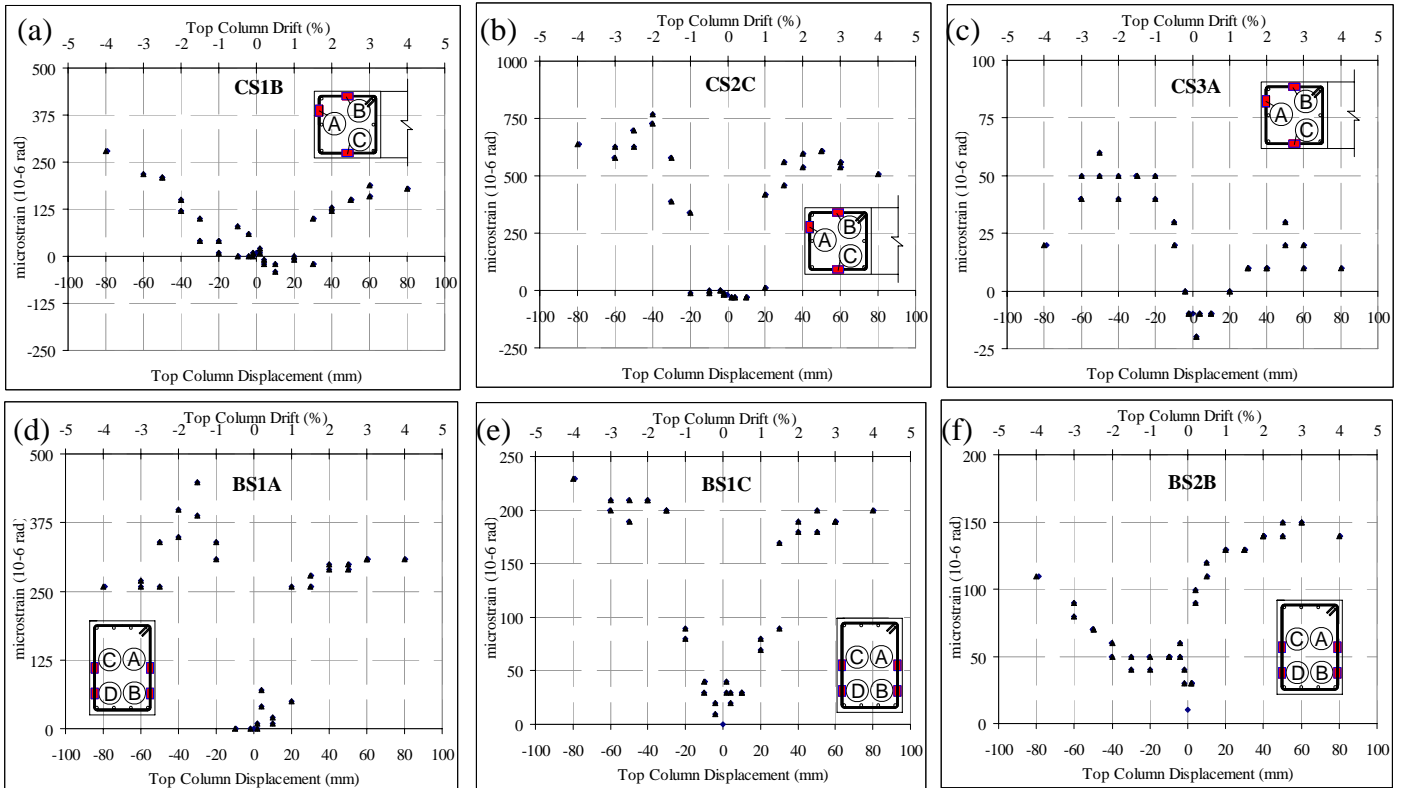 (a)
Top Column Drift (%)
-5 -4 -3 -2 -1 0 1 2 3 4 5
500
375
250
125
0
-125
-250
microstrain (10-6 rad)
CS1B
A
B
C
-100 -80 -60 -40 -20 0 20 40 60 80 100
Top Column Displacement (mm)
(b)
Top Column Drift (%)
-5 -4 -3 -2 -1 0 1 2 3 4 5
1000
750
500
250
0
-250
microstrain (10-6 rad)
CS2C
A
B
C
-100 -80 -60 -40 -20 0 20 40 60 80 100
Top Column Displacement (mm)
(c)
Top Column Drift (%)
-5 -4 -3 -2 -1 0 1 2 3 4 5
100
75
50
25
0
-25
microstrain (10-6 rad)
CS3A
A
B
C
-100 -80 -60 -40 -20 0 20 40 60 80 100
Top Column Displacement (mm)
(d)
Top Column Drift (%)
-5 -4 -3 -2 -1 0 1 2 3 4 5
500
375
250
125
0
microstrain (10-6 rad)
BS1A
C A
D B
-100 -80 -60 -40 -20 0 20 40 60 80 100
Top Column Displacement (mm)
(e)
Top Column Drift (%)
-5 -4 -3 -2 -1 0 1 2 3 4 5
250
200
150
100
50
0
microstrain (10-6 rad)
BS1C
C A
D B
-100 -80 -60 -40 -20 0 20 40 60 80 100
Top Column Displacement (mm)
(f)
Top Column Drift (%)
-5 -4 -3 -2 -1 0 1 2 3 4 5
200
150
100
50
0
microstrain (10-6 rad)
BS2B
C A
D B
-100 -80 -60 -40 -20 0 20 40 60 80 100
Top Column Displacement (mm)